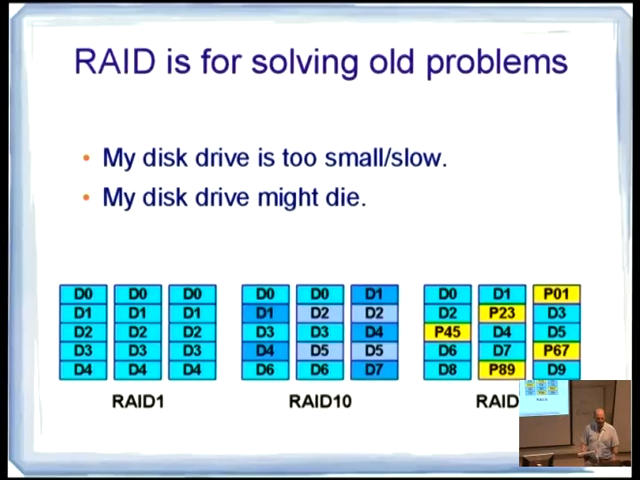 RAID is for solving old problems
• My disk drive is too small/slow.
• My disk drive might die.
D0 D0 D0
D1 D1 D1
D2 D2 D2
D3 D3 D3
D4 D4 D4
RAID1
D0 D0 D1
D1 D2 D2
D3 D3 D4
D4 D5 D5
D6 D6 D7
RAID10
D0 D1 P01
D2 P23 D3
P45 D4 D5
D6 D7 P67
D8 P89 D9
RAID